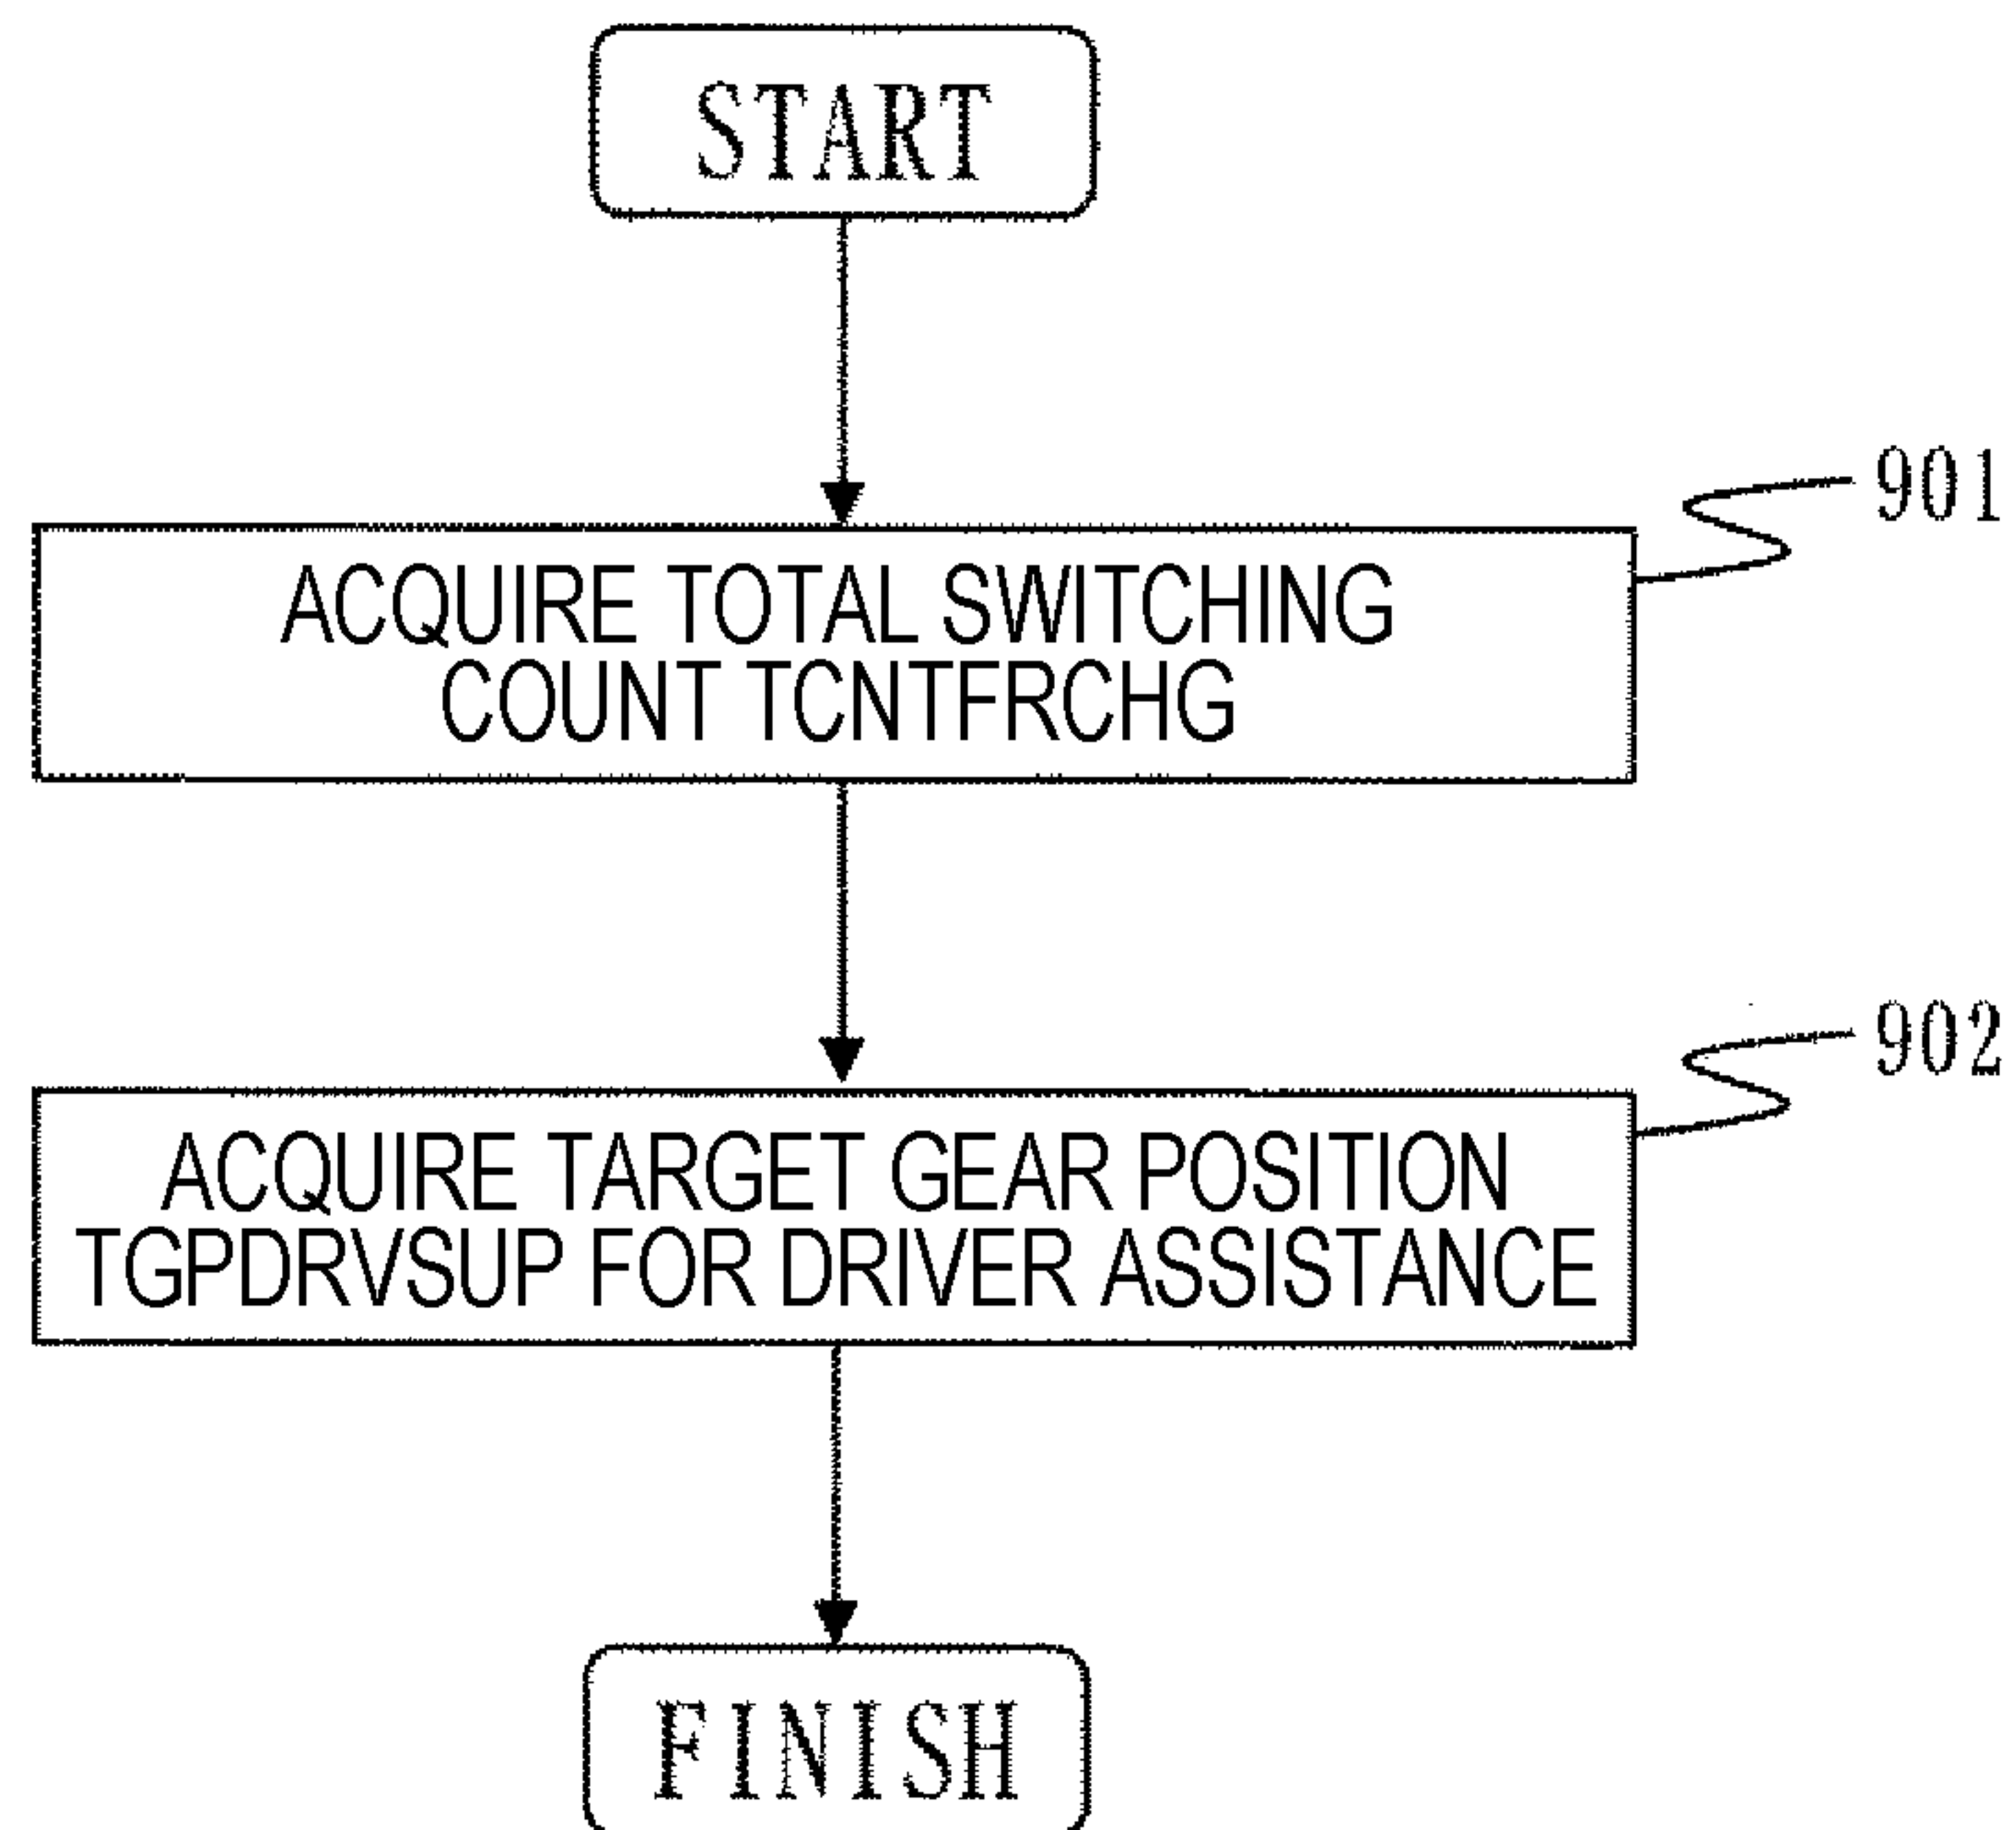 START
901
ACQUIRE TOTAL SWITCHING
COUNT TCNTFRCHG
902
ACQUIRE TARGET GEAR POSITION
TGPDRVSUP FOR DRIVER ASSISTANCE
FINISH